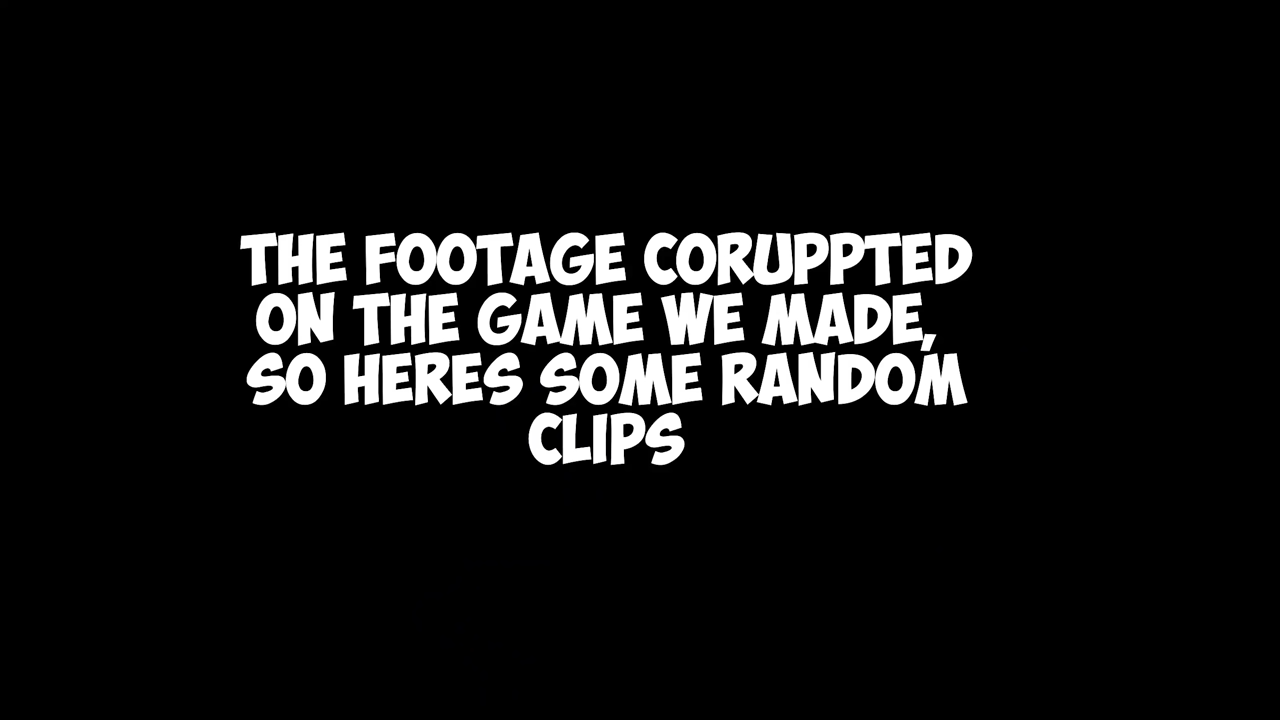 THE FOOTAGE CORUPPTED
ON THE GAME WE MADE,
SO HERES SOME RANDOM
CLIPS